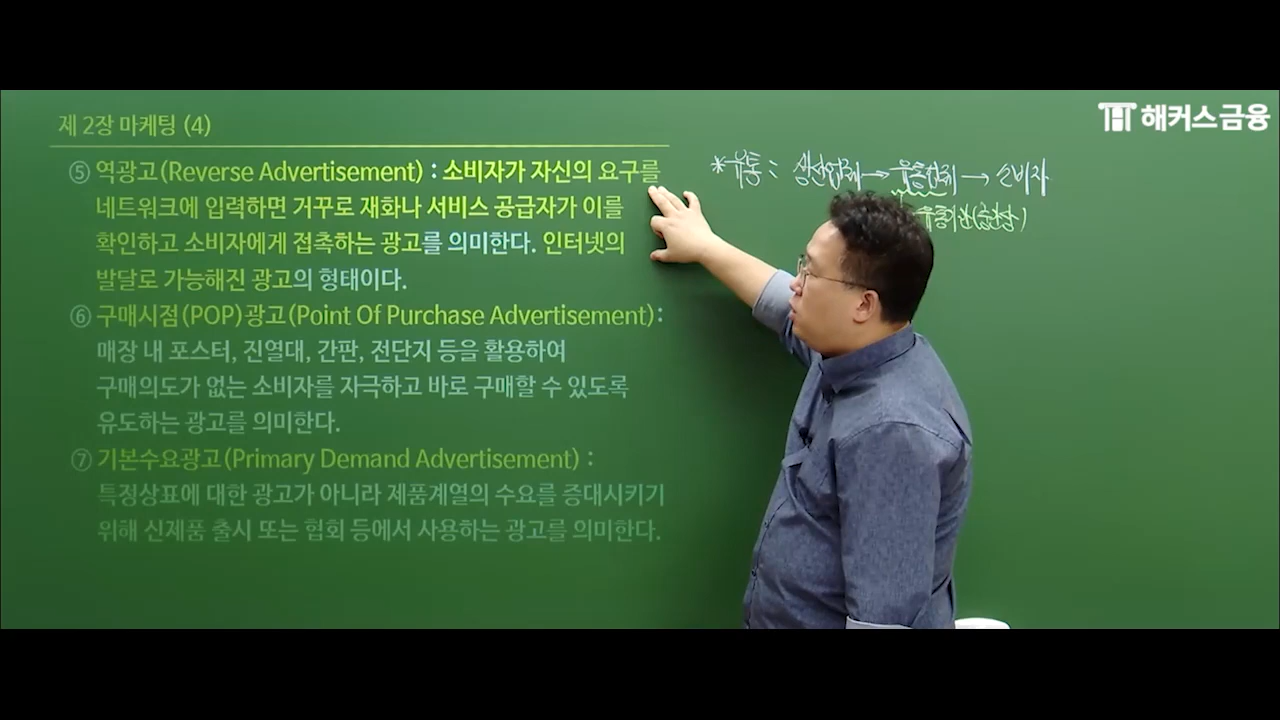 해커스금융
제 2장 마케팅 (4)
⑤ 역광고(Reverse Advertisement) : 소비자가 자신의 요구를
네트워크에 입력하면 거꾸로 재화나 서비스 공급자가 이를
확인하고 소비자에게 접촉하는 광고를 의미한다. 인터넷의
발달로 가능해진 광고의 형태이다.
⑥ 구매시점(POP)광고(Point Of Purchase Advertisement) :
매장 내 포스터, 진열대, 간판, 전단지 등을 활용하여
구매의도가 없는 소비자를 자극하고 바로 구매할 수 있도록
유도하는 광고를 의미한다.
⑦ 기본수요광고(Primary Demand Advertisement) :
특정상표에 대한 광고가 아니라 제품계열의 수요를 증대시키기
위해 신제품 출시 또는 협회 등에서 사용하는 광고를 의미한다.
*유통 : 생산업체 → 유통업체 → 소비자